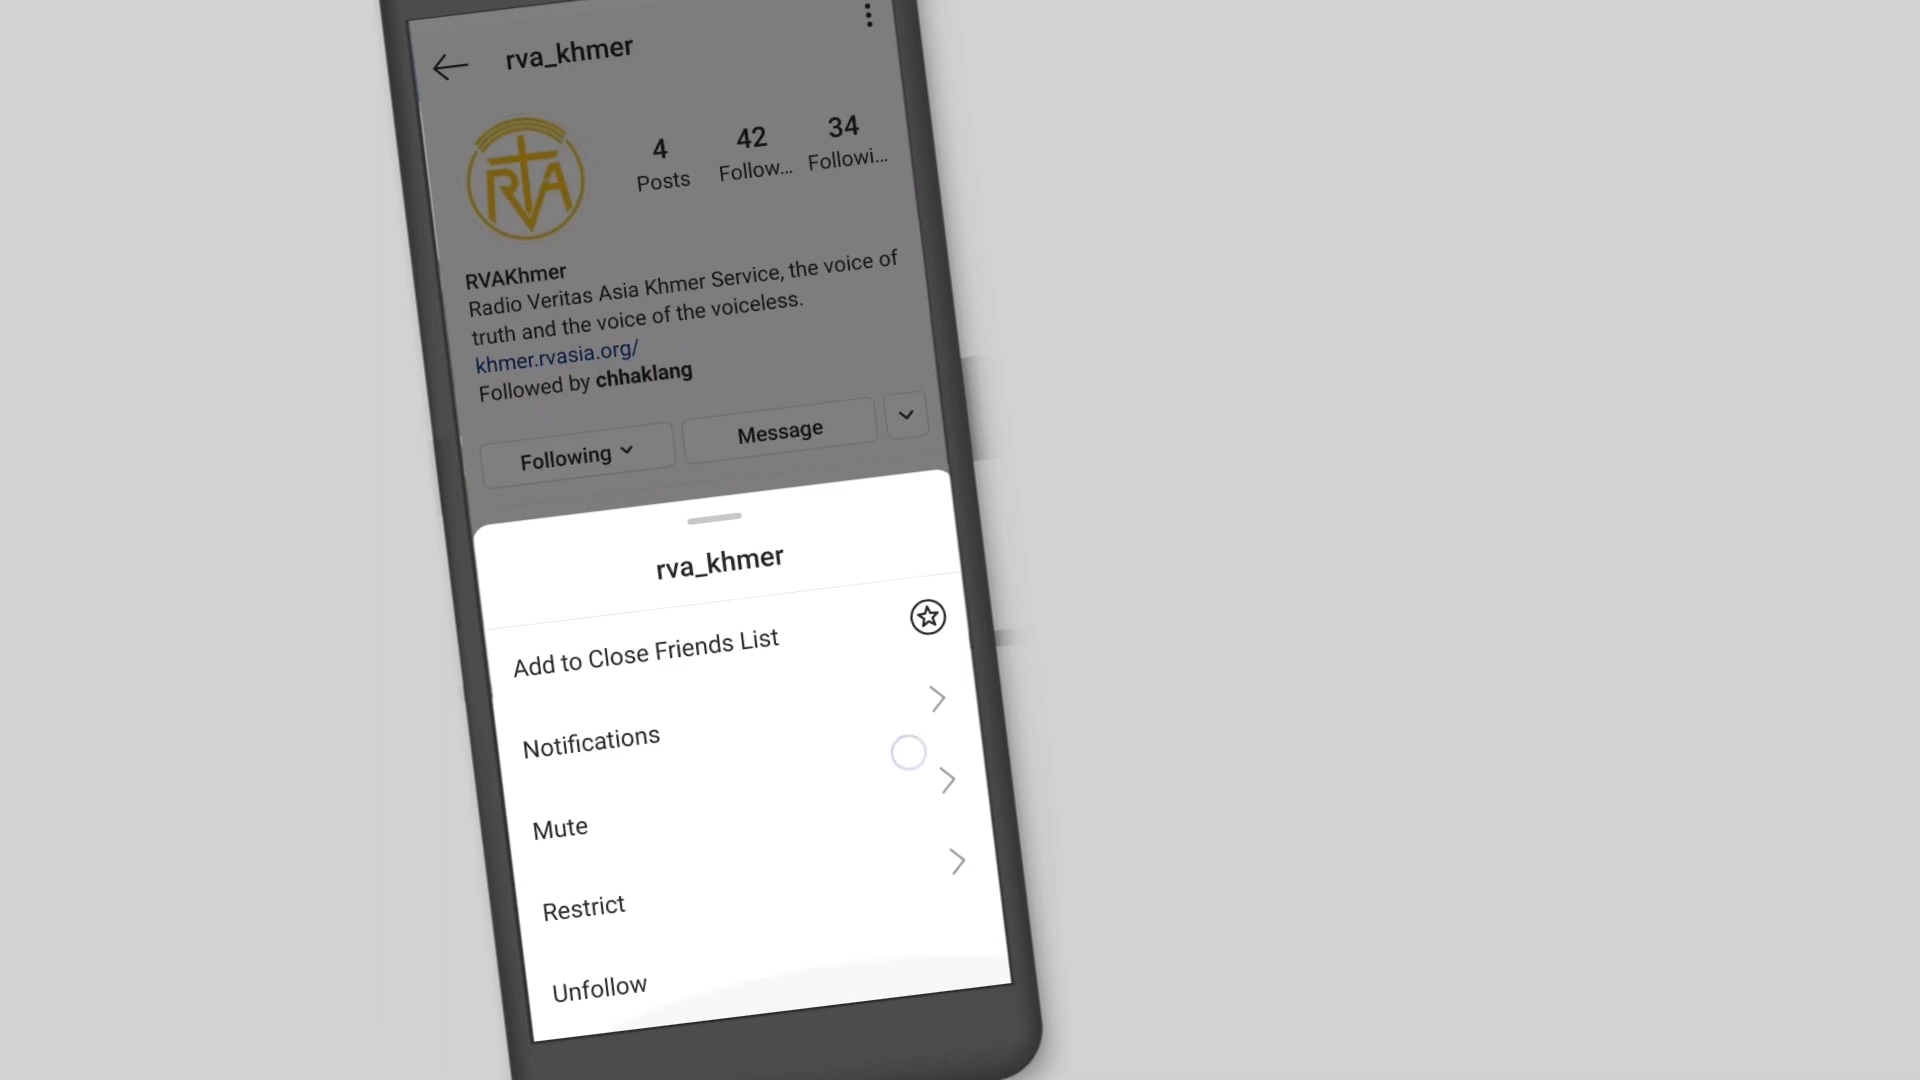 rva_khmer
RVA
4
Posts
42
Follow...
34
Followi...
RVAKhmer
Radio Veritas Asia Khmer Service, the voice of
truth and the voice of the voiceless.
khmer.rvasia.org/
Followed by chhaklang
Following
Message
rva_khmer
Add to Close Friends List
Notifications
Mute
Restrict
Unfollow